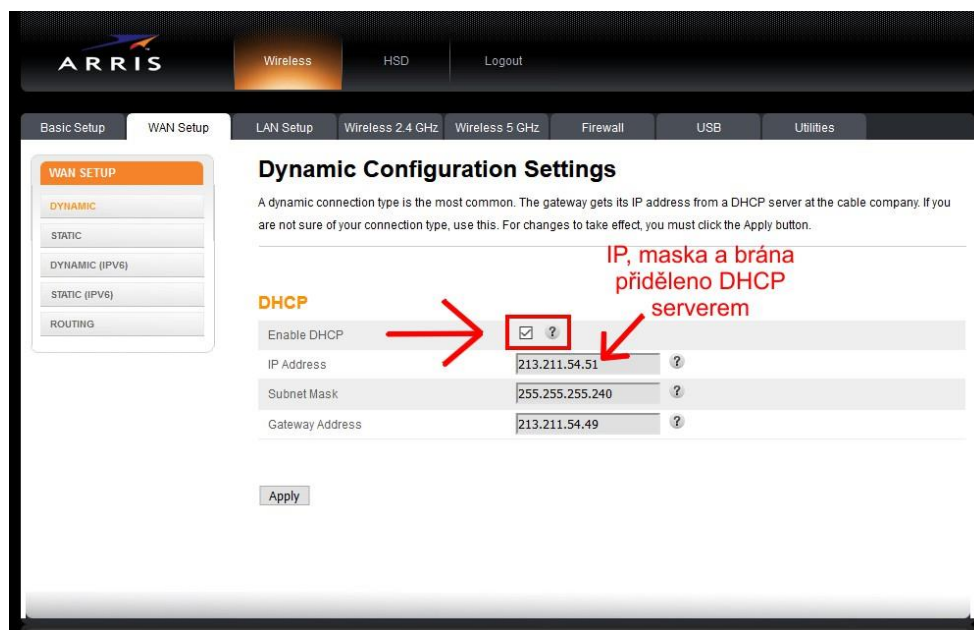 ARRIS
Wireless HSD Logout
Basic Setup WAN Setup LAN Setup Wireless 2.4 GHz Wireless 5 GHz Firewall USB Utilities
WAN SETUP
DYNAMIC
STATIC
DYNAMIC (IPV6)
STATIC (IPV6)
ROUTING
Dynamic Configuration Settings
A dynamic connection type is the most common. The gateway gets its IP address from a DHCP server at the cable company. If you
are not sure of your connection type, use this. For changes to take effect, you must click the Apply button.
IP, maska a brána
přiděleno DHCP
serverem
DHCP
Enable DHCP ?
IP Address 213.211.54.51 ?
Subnet Mask 255.255.255.240 ?
Gateway Address 213.211.54.49 ?
Apply